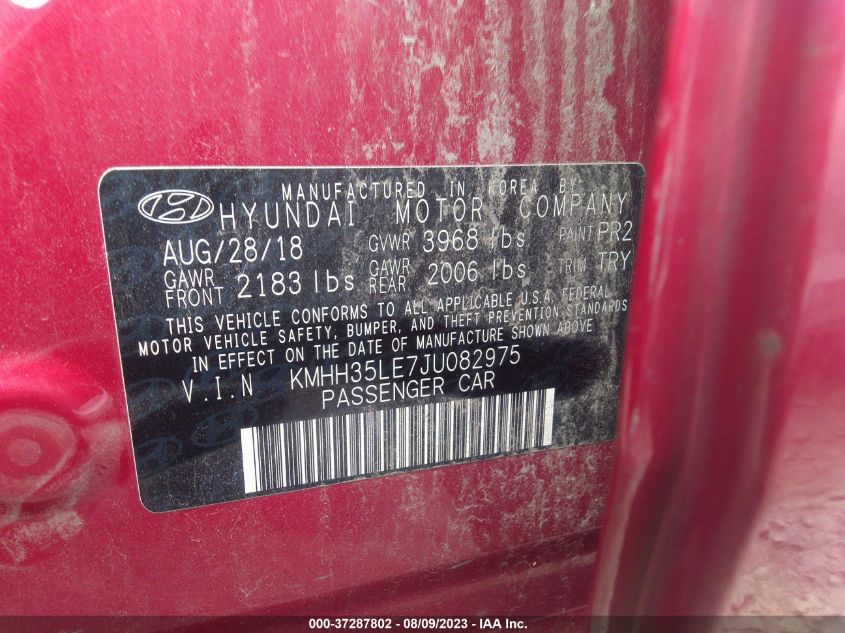 MANUFACTURED IN KOREA BY
HYUNDAI MOTOR COMPANY
AUG/28/18 GVWR 3968 lbs PAINT PR2
GAWR FRONT 2183 lbs GAWR REAR 2006 lbs TRIM TRY
THIS VEHICLE CONFORMS TO ALL APPLICABLE U.S.A. FEDERAL
MOTOR VEHICLE SAFETY, BUMPER, AND THEFT PREVENTION STANDARDS
IN EFFECT ON THE DATE OF MANUFACTURE SHOWN ABOVE
V.I.N KMHH35LE7JU082975
PASSENGER CAR
000-37287802 - 08/09/2023 - IAA Inc.